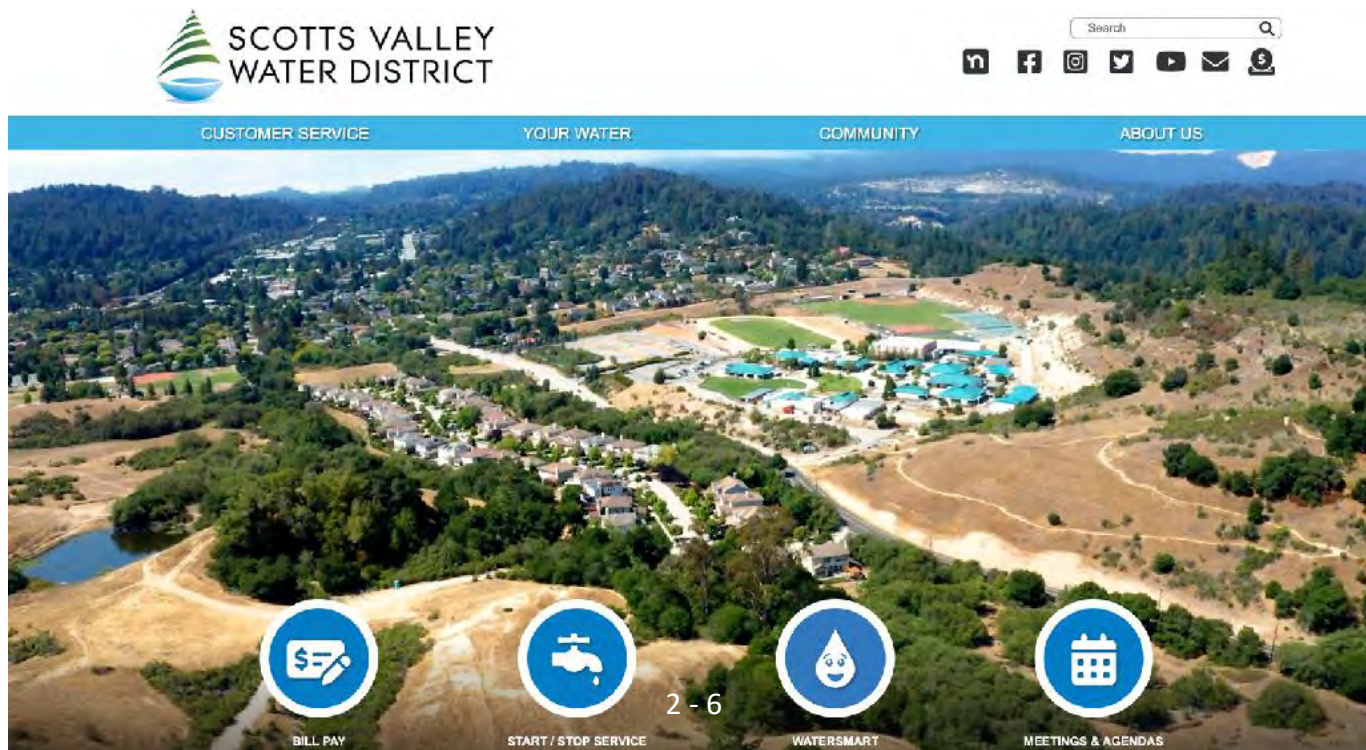 SCOTTS VALLEY
WATER DISTRICT
Search
CUSTOMER SERVICE
YOUR WATER
COMMUNITY
ABOUT US
2 - 6
BILL PAY
START / STOP SERVICE
WATERSMART
MEETINGS & AGENDAS